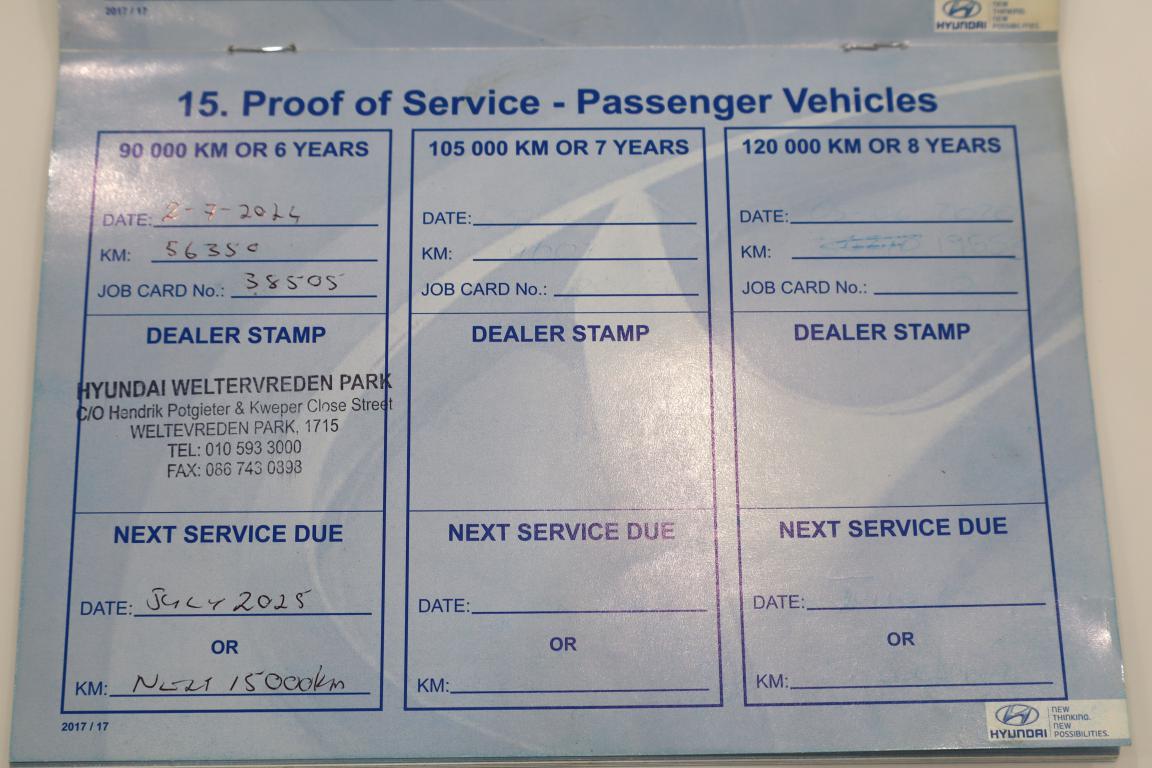 2017 / 17
HYUNDAI
NEW
THINKING.
NEW
POSSIBILITIES.
15. Proof of Service - Passenger Vehicles
90 000 KM OR 6 YEARS
DATE: 2-7-2024
KM: 56350
JOB CARD No.: 38505
DEALER STAMP
HYUNDAI WELTERVREDEN PARK
C/O Hendrik Potgieter & Kweper Close Street
WELTEVREDEN PARK, 1715
TEL: 010 593 3000
FAX: 086 743 0898
NEXT SERVICE DUE
DATE: JULY 2025
OR
KM: NEXT 15000km
105 000 KM OR 7 YEARS
DATE:
KM:
JOB CARD No.:
DEALER STAMP
NEXT SERVICE DUE
DATE:
OR
KM:
120 000 KM OR 8 YEARS
DATE:
KM:
JOB CARD No.:
DEALER STAMP
NEXT SERVICE DUE
DATE:
OR
KM:
2017 / 17
HYUNDAI
NEW
THINKING.
NEW
POSSIBILITIES.